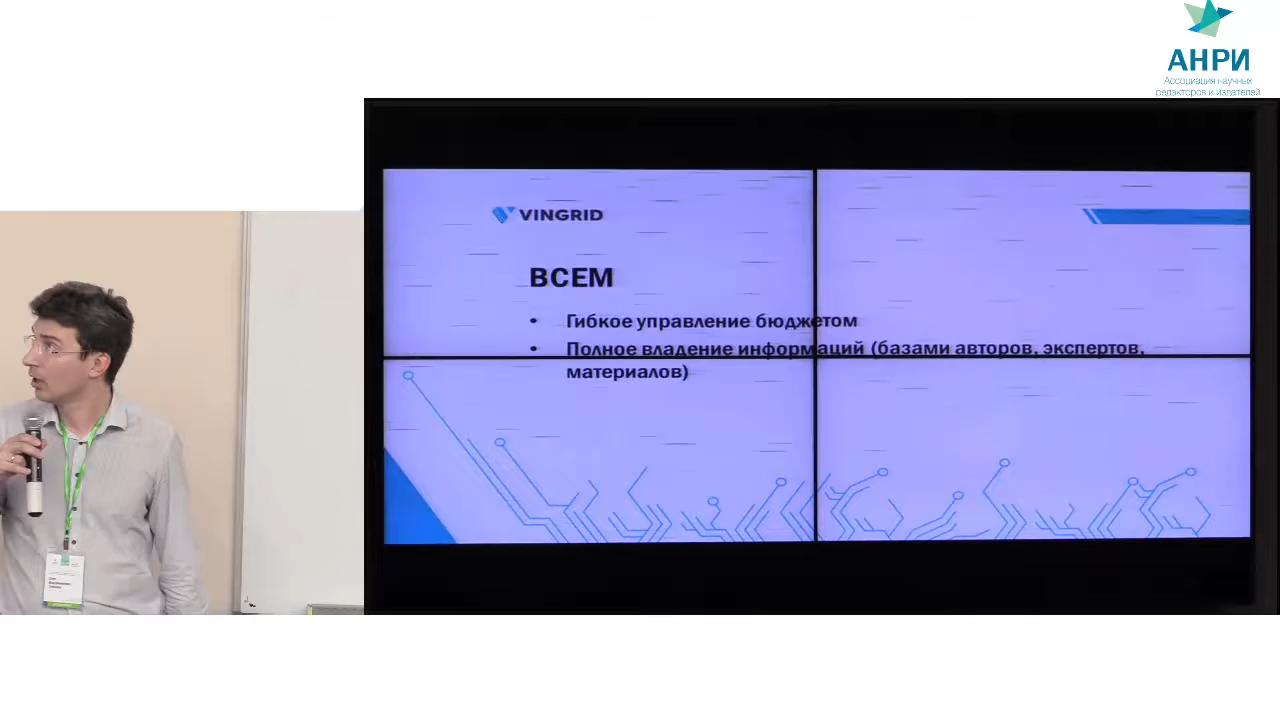 АНРИ
Ассоциация научных
редакторов и издателей
VINGRID
ВСЕМ
• Гибкое управление бюджетом
• Полное владение информаций (базами авторов, экспертов,
материалов)